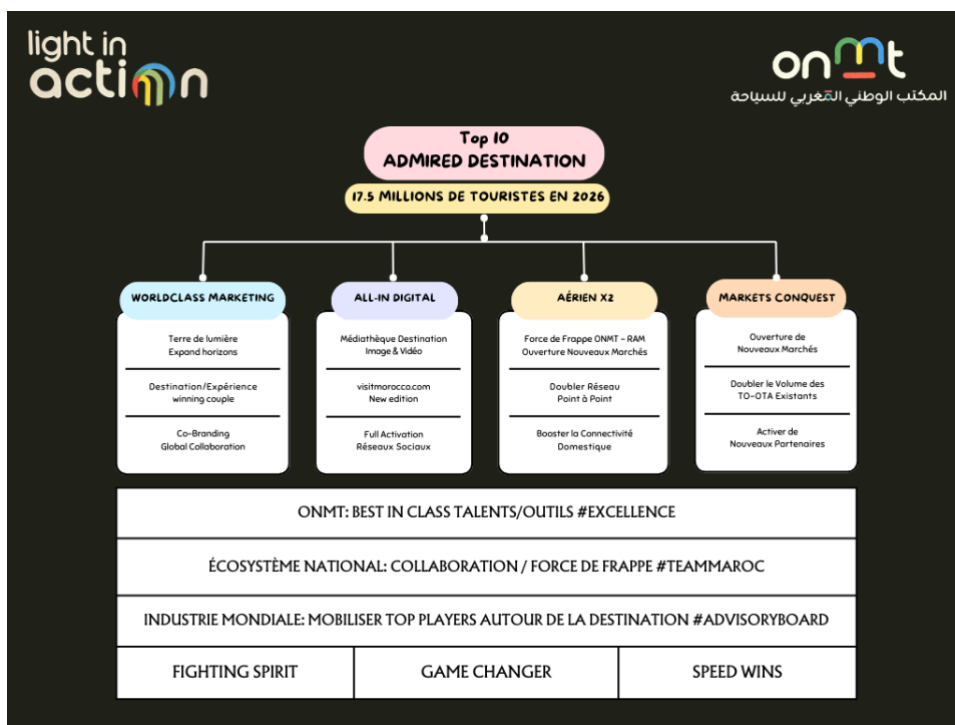 light in
action
onmt
المكتب الوطني المغربي للسياحة
Top 10
ADMIRED DESTINATION
17.5 MILLIONS DE TOURISTES EN 2026
WORLDCLASS MARKETING
Terre de lumière
Expand horizons
Destination/Expérience
winning couple
Co-Branding
Global Collaboration
ALL-IN DIGITAL
Médiathèque Destination
Image & Vidéo
visitmorocco.com
New edition
Full Activation
Réseaux Sociaux
AÉRIEN X2
Force de Frappe ONMT - RAM
Ouverture Nouveaux Marchés
Doubler Réseau
Point à Point
Booster la Connectivité
Domestique
MARKETS CONQUEST
Ouverture de
Nouveaux Marchés
Doubler le Volume des
TO-OTA Existants
Activer de
Nouveaux Partenaires
ONMT: BEST IN CLASS TALENTS/OUTILS #EXCELLENCE
ÉCOSYSTÈME NATIONAL: COLLABORATION / FORCE DE FRAPPE #TEAMMAROC
INDUSTRIE MONDIALE: MOBILISER TOP PLAYERS AUTOUR DE LA DESTINATION #ADVISORYBOARD
FIGHTING SPIRIT
GAME CHANGER
SPEED WINS